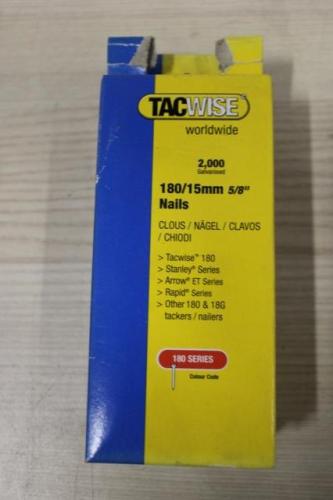 TACWISE™
worldwide
2,000
Galvanised
180/15mm 5/8"
Nails
CLOUS / NÄGEL / CLAVOS
/ CHIODI
> Tacwise™ 180
> Stanley® Series
> Arrow® ET Series
> Rapid® Series
> Other 180 & 18G
tackers / nailers
180 SERIES
Colour Code